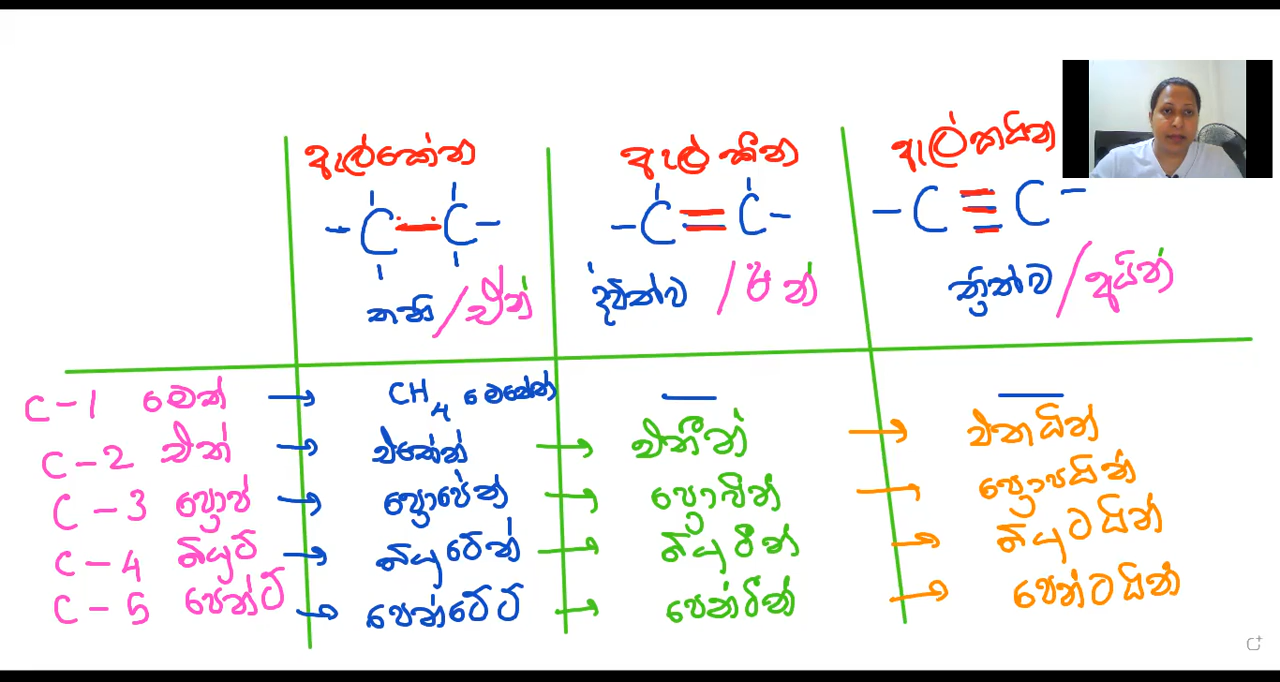 ඇල්කේන ඇල්කීන ඇල්කයින
C — C C = C — C ≡ C —
තනි / ඒන් ද්විත්ව / ඊන් ත්‍රිත්ව / අයින්
C-1 මෙත් → CH4 මෙතේන් — —
C-2 එත් → එතේන් → එතීන් → එතයින්
C-3 ප්‍රොප් → ප්‍රොපේන් → ප්‍රොපීන් → ප්‍රොපයින්
C-4 බියුට් → බියුටේන් → බියුටීන් → බියුටයින්
C-5 පෙන්ට් → පෙන්ටේට් → පෙන්ටීන් → පෙන්ටයින්